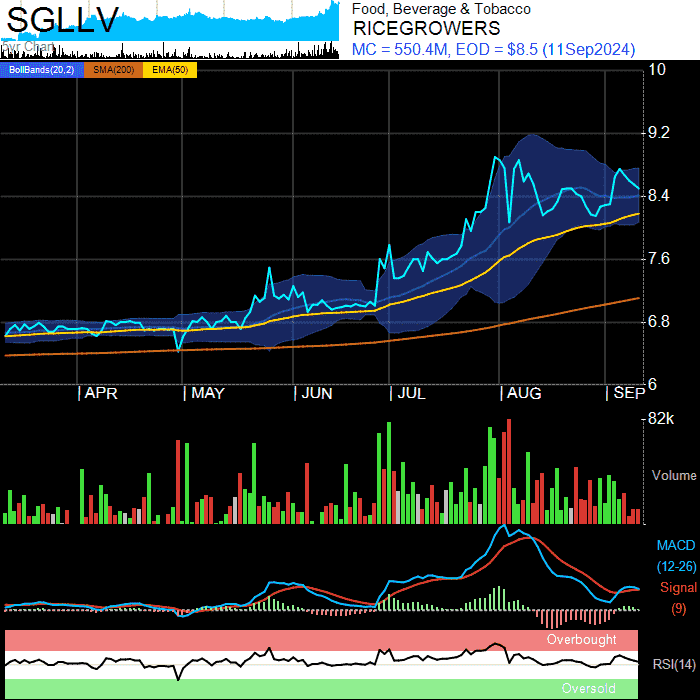 SGLLV
Food, Beverage & Tobacco
RICEGROWERS
MC = 550.4M, EOD = $8.5 (11Sep2024)
BollBands(20,2) SMA(200) EMA(50)
10
9.2
8.4
7.6
6.8
6
APR MAY JUN JUL AUG SEP
82k
Volume
MACD
(12-26)
Signal
(9)
Overbought
RSI(14)
Oversold